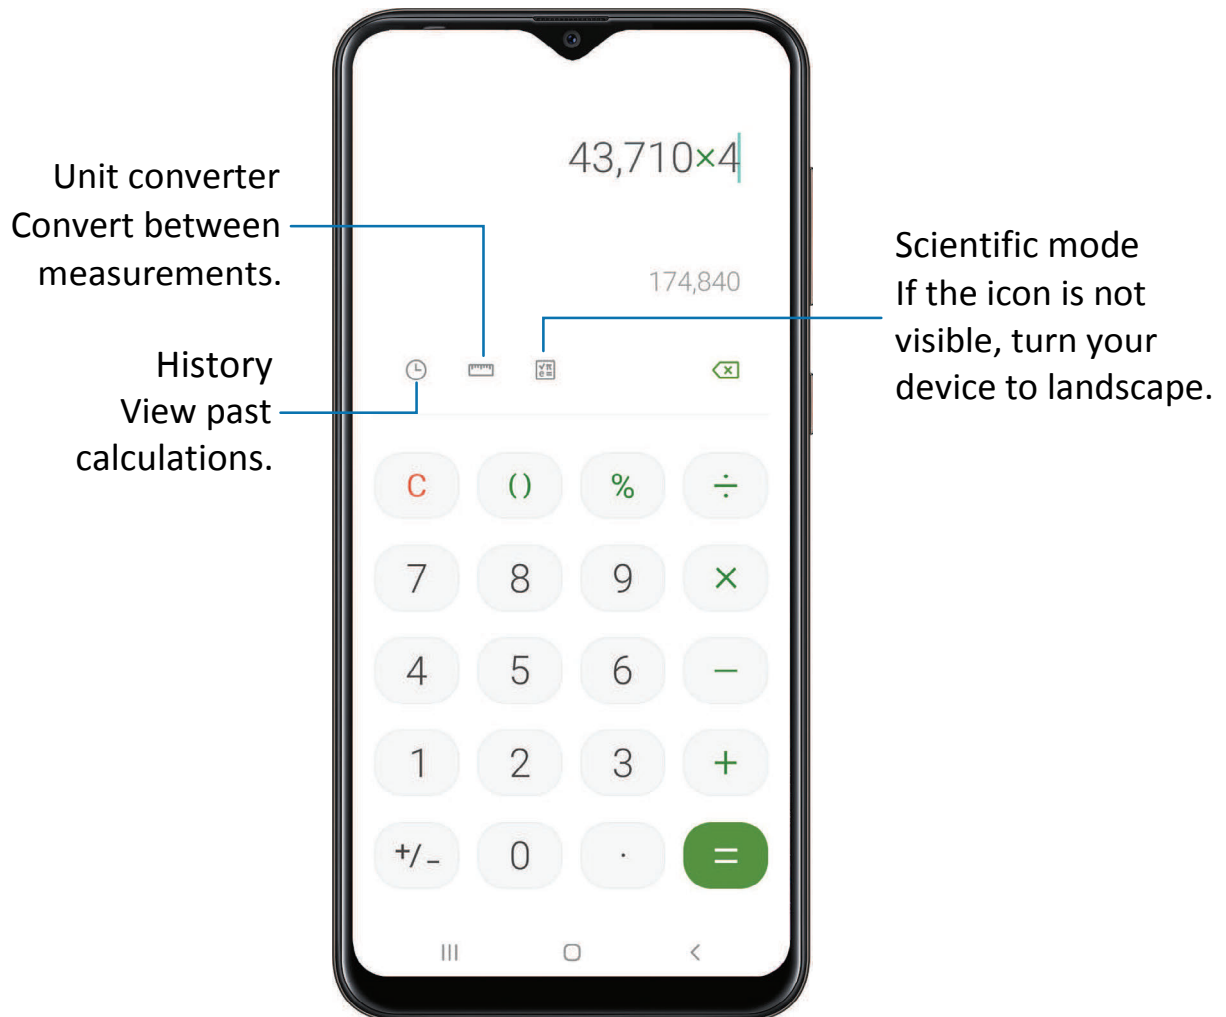 43,710×4
Unit converter
Convert between
measurements.
174,840
Scientific mode
If the icon is not
visible, turn your
device to landscape.
History
View past
calculations.
√π
e =
C
()
%
÷
7
8
9
×
4
5
6
−
1
2
3
+
+/−
0
.
=